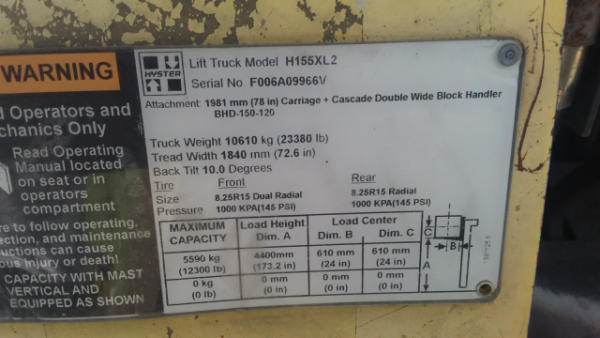 WARNING
Operators and
Only
Read Operating
Manual located
on seat or in
operators
compartment
to follow operating,
and maintenance
can cause
injury or death!
CAPACITY WITH MAST
VERTICAL AND
EQUIPPED AS SHOWN
HYSTER
Lift Truck Model H155XL2
Serial No F006A09966V
Attachment: 1981 mm (78 in) Carriage + Cascade Double Wide Block Handler
BHD-150-120
Truck Weight 10610 kg (23380 lb)
Tread Width 1840 mm (72.6 in)
Back Tilt 10.0 Degrees
Tire Front Rear
Size 8.25R15 Dual Radial 8.25R15 Radial
Pressure 1000 KPA(145 PSI) 1000 KPA(145 PSI)
MAXIMUM CAPACITY Load Height Dim. A Load Center Dim. B Dim. C
5590 kg 4400mm 610 mm 610 mm
(12300 lb) (173.2 in) (24 in) (24 in)
0 kg 0 mm 0 mm 0 mm
(0 lb) (0 in) (0 in) (0 in)
C
B
A